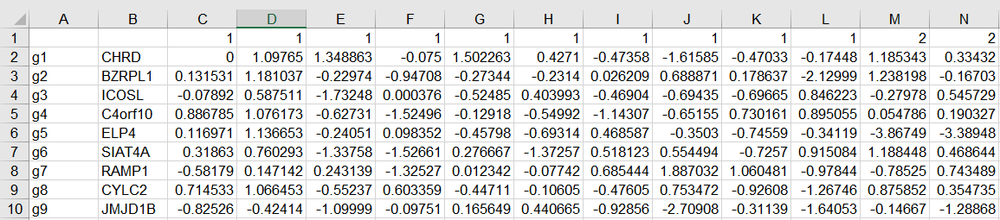 A B C D E F G H I J K L M N
1 1 1 1 1 1 1 1 1 1 1 2 2
2 g1 CHRD 0 1.09765 1.348863 -0.075 1.502263 0.4271 -0.47358 -1.61585 -0.47033 -0.17448 1.185343 0.33432
3 g2 BZRPL1 0.131531 1.181037 -0.22974 -0.94708 -0.27344 -0.2314 0.026209 0.688871 0.178637 -2.12999 1.238198 -0.16703
4 g3 ICOSL -0.07892 0.587511 -1.73248 0.000376 -0.52485 0.403993 -0.46904 -0.69435 -0.69665 0.846223 -0.27978 0.545729
5 g4 C4orf10 0.886785 1.076173 -0.62731 -1.52496 -0.12918 -0.54992 -1.14307 -0.65155 0.730161 0.895055 0.054786 0.190327
6 g5 ELP4 0.116971 1.136653 -0.24051 0.098352 -0.45798 -0.69314 0.468587 -0.3503 -0.74559 -0.34119 -3.86749 -3.38948
7 g6 SIAT4A 0.31863 0.760293 -1.33758 -1.52661 0.276667 -1.37257 0.518123 0.554494 -0.7257 0.915084 1.188448 0.468644
8 g7 RAMP1 -0.58179 0.147142 0.243139 -1.32527 0.012342 -0.07742 0.685444 1.887032 1.060481 -0.97844 -0.78525 0.743489
9 g8 CYLC2 0.714533 1.066453 -0.55237 0.603359 -0.44711 -0.10605 -0.47605 0.753472 -0.92608 -1.26746 0.875852 0.354735
10 g9 JMJD1B -0.82526 -0.42414 -1.09999 -0.09751 0.165649 0.440665 -0.92856 -2.70908 -0.31139 -1.64053 -0.14667 -1.28868